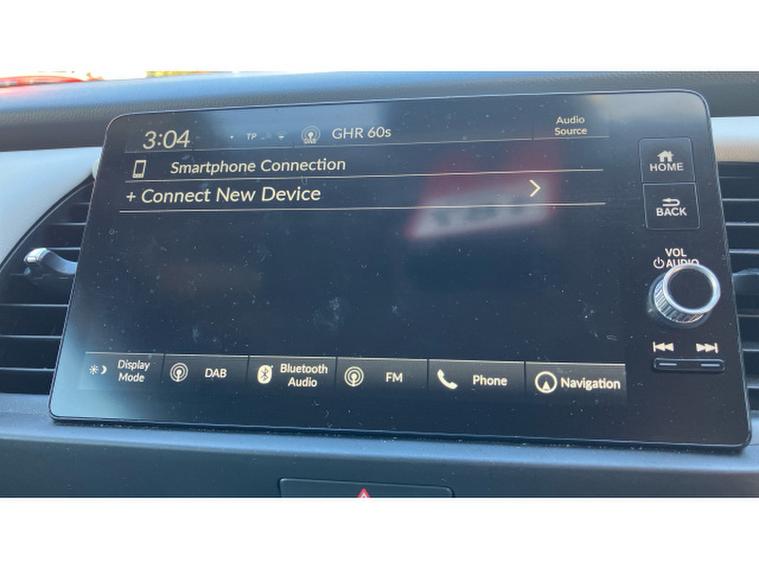 3:04 TP DAB GHR 60s Audio Source
Smartphone Connection
+ Connect New Device
HOME
BACK
VOL
AUDIO
Display Mode
DAB
Bluetooth Audio
FM
Phone
Navigation